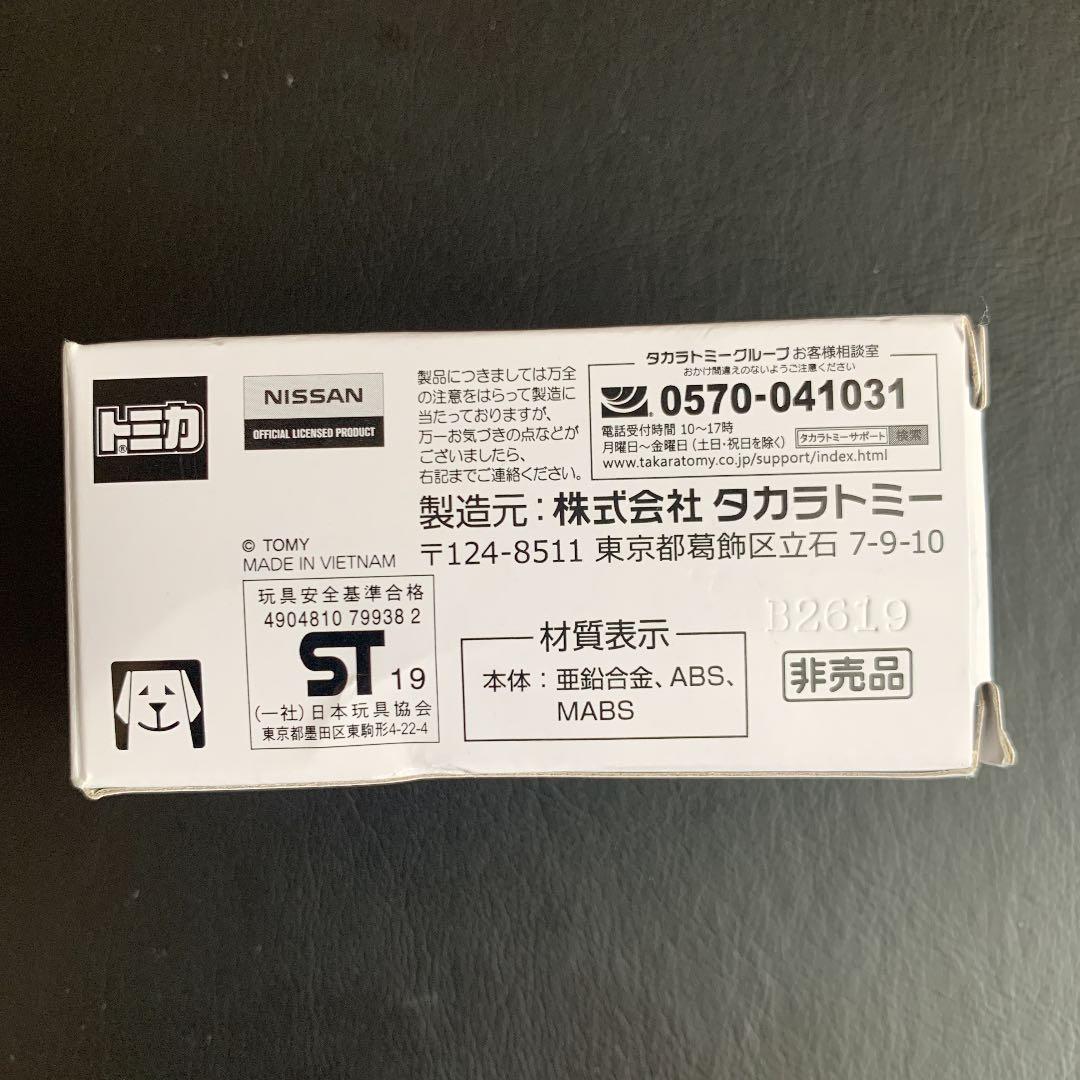 トミカ
®
NISSAN
OFFICIAL LICENSED PRODUCT
製品につきましては万全
の注意をはらって製造に
当たっておりますが、
万一お気づきの点などが
ございましたら、
右記までご連絡ください。
タカラトミーグループ お客様相談室
おかけ間違えのないようご注意ください
0570-041031
電話受付時間 10〜17時
月曜日〜金曜日 (土・祝日を除く) タカラトミーサポート 検索
www.takaratomy.co.jp/support/index.html
製造元：株式会社 タカラトミー
〒124-8511 東京都葛飾区立石 7-9-10
© TOMY
MADE IN VIETNAM
玩具安全基準合格
4904810 79938 2
ST 19
(一社)日本玩具協会
東京都墨田区東駒形4-22-4
材質表示
本体：亜鉛合金、ABS、
MABS
B2619
非売品